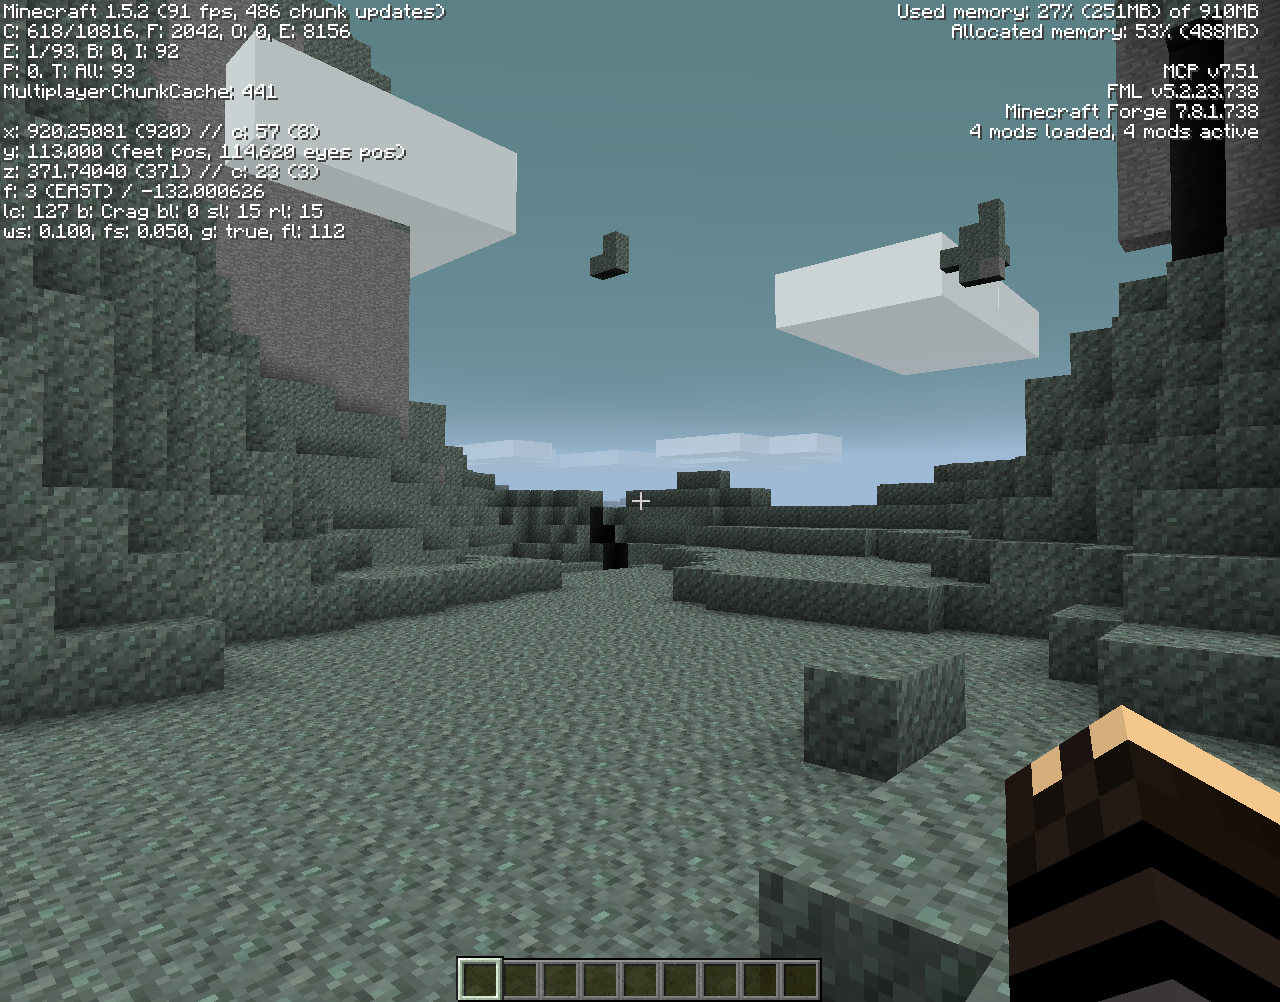 Minecraft 1.5.2 (91 fps, 486 chunk updates)
C: 618/10816. F: 2042, O: 0, E: 8156
E: 1/93. B: 0, I: 92
P: 0. T: All: 93
MultiplayerChunkCache: 441
x: 920.25081 (920) // c: 57 (8)
y: 113.000 (feet pos, 114.620 eyes pos)
z: 371.74040 (371) // c: 23 (3)
f: 3 (EAST) / -132.000626
lc: 127 b: Crag bl: 0 sl: 15 rl: 15
ws: 0.100, fs: 0.050, g: true, fl: 112
Used memory: 27% (251MB) of 910MB
Allocated memory: 53% (488MB)
MCP v7.51
FML v5.2.23.738
Minecraft Forge 7.8.1.738
4 mods loaded, 4 mods active